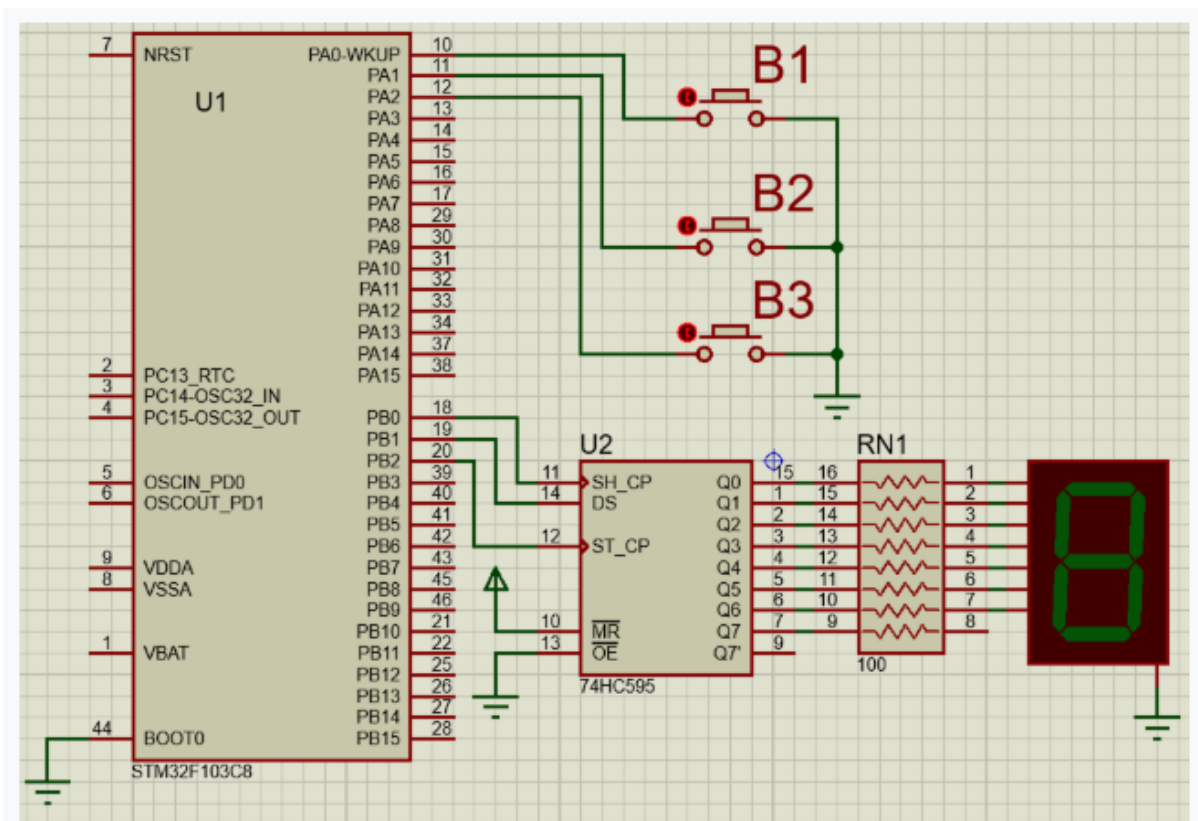 7 NRST
U1
PA0-WKUP 10
PA1 11
PA2 12
PA3 13
PA4 14
PA5 15
PA6 16
PA7 17
PA8 29
PA9 30
PA10 31
PA11 32
PA12 33
PA13 34
PA14 37
PA15 38
2 PC13_RTC
3 PC14-OSC32_IN
4 PC15-OSC32_OUT
PB0 18
PB1 19
PB2 20
PB3 39
PB4 40
PB5 41
PB6 42
PB7 43
PB8 45
PB9 46
PB10 21
PB11 22
PB12 25
PB13 26
PB14 27
PB15 28
5 OSCIN_PD0
6 OSCOUT_PD1
9 VDDA
8 VSSA
1 VBAT
44 BOOT0
STM32F103C8
B1
B2
B3
U2
11 SH_CP
14 DS
12 ST_CP
10 MR
13 OE
Q0 15
Q1 1
Q2 2
Q3 3
Q4 4
Q5 5
Q6 6
Q7 7
Q7' 9
74HC595
RN1
16 1
15 2
14 3
13 4
12 5
11 6
10 7
9 8
100